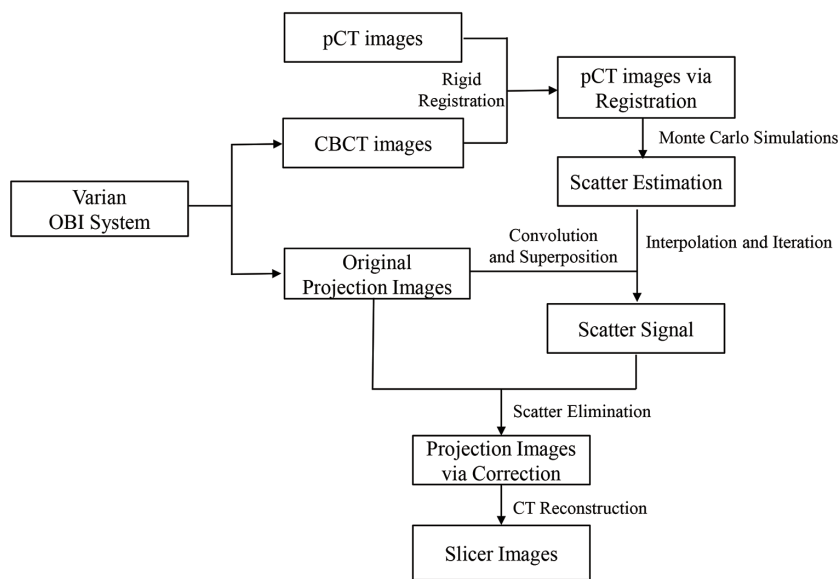 pCT images
Rigid
Registration
pCT images via
Registration
CBCT images
Monte Carlo Simulations
Scatter Estimation
Varian
OBI System
Convolution
and Superposition
Interpolation and Iteration
Original
Projection Images
Scatter Signal
Scatter Elimination
Projection Images
via Correction
CT Reconstruction
Slicer Images